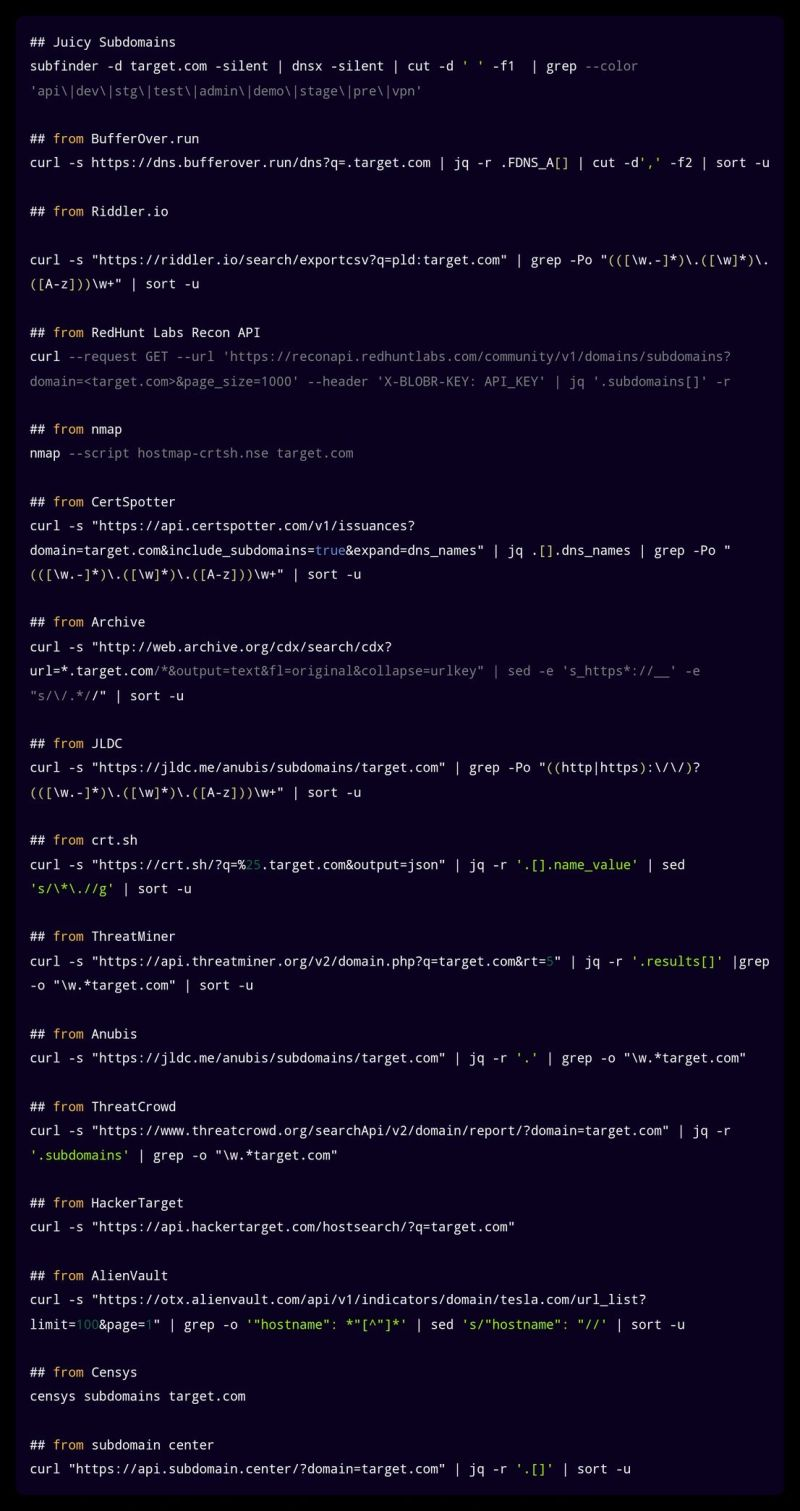 ## Juicy Subdomains
subfinder -d target.com -silent | dnsx -silent | cut -d ' ' -f1  | grep --color
'api\|dev\|stg\|test\|admin\|demo\|stage\|pre\|vpn'
## from BufferOver.run
curl -s https://dns.bufferover.run/dns?q=.target.com | jq -r .FDNS_A[] | cut -d',' -f2 | sort -u
## from Riddler.io
curl -s "https://riddler.io/search/exportcsv?q=pld:target.com" | grep -Po "(([\w.-]*)\.([\w]*)\.
([A-z]))\w+" | sort -u
## from RedHunt Labs Recon API
curl --request GET --url 'https://reconapi.redhuntlabs.com/community/v1/domains/subdomains?
domain=<target.com>&page_size=1000' --header 'X-BLOBR-KEY: API_KEY' | jq '.subdomains[]' -r
## from nmap
nmap --script hostmap-crtsh.nse target.com
## from CertSpotter
curl -s "https://api.certspotter.com/v1/issuances?
domain=target.com&include_subdomains=true&expand=dns_names" | jq .[].dns_names | grep -Po "
(([\w.-]*)\.([\w]*)\.([A-z]))\w+" | sort -u
## from Archive
curl -s "http://web.archive.org/cdx/search/cdx?
url=*.target.com/*&output=text&fl=original&collapse=urlkey" | sed -e 's_https*://__' -e
"s/\/.*//" | sort -u
## from JLDC
curl -s "https://jldc.me/anubis/subdomains/target.com" | grep -Po "((http|https):\/\/)?
(([\w.-]*)\.([\w]*)\.([A-z]))\w+" | sort -u
## from crt.sh
curl -s "https://crt.sh/?q=%25.target.com&output=json" | jq -r '.[].name_value' | sed
's/\*\.//g' | sort -u
## from ThreatMiner
curl -s "https://api.threatminer.org/v2/domain.php?q=target.com&rt=5" | jq -r '.results[]' |grep
-o "\w.*target.com" | sort -u
## from Anubis
curl -s "https://jldc.me/anubis/subdomains/target.com" | jq -r '.' | grep -o "\w.*target.com"
## from ThreatCrowd
curl -s "https://www.threatcrowd.org/searchApi/v2/domain/report/?domain=target.com" | jq -r
'.subdomains' | grep -o "\w.*target.com"
## from HackerTarget
curl -s "https://api.hackertarget.com/hostsearch/?q=target.com"
## from AlienVault
curl -s "https://otx.alienvault.com/api/v1/indicators/domain/tesla.com/url_list?
limit=100&page=1" | grep -o '"hostname": *"[^"]*' | sed 's/"hostname": "//' | sort -u
## from Censys
censys subdomains target.com
## from subdomain center
curl "https://api.subdomain.center/?domain=target.com" | jq -r '.[]' | sort -u